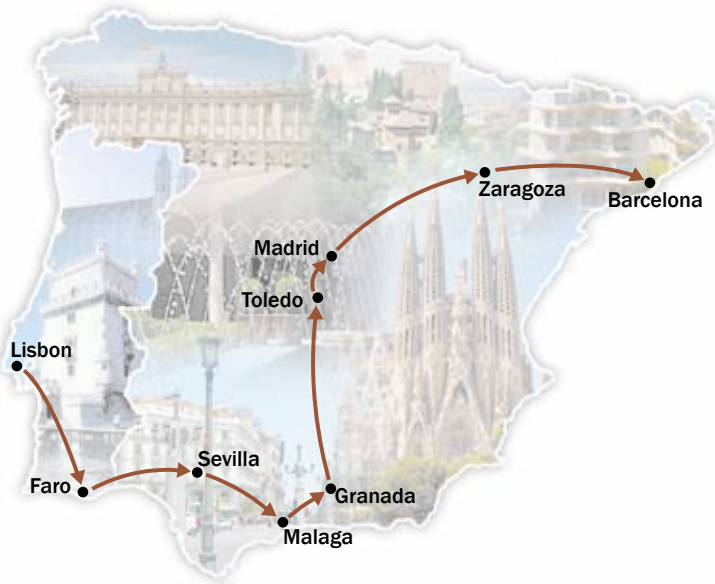 Zaragoza
Barcelona
Madrid
Toledo
Lisbon
Sevilla
Faro
Granada
Malaga